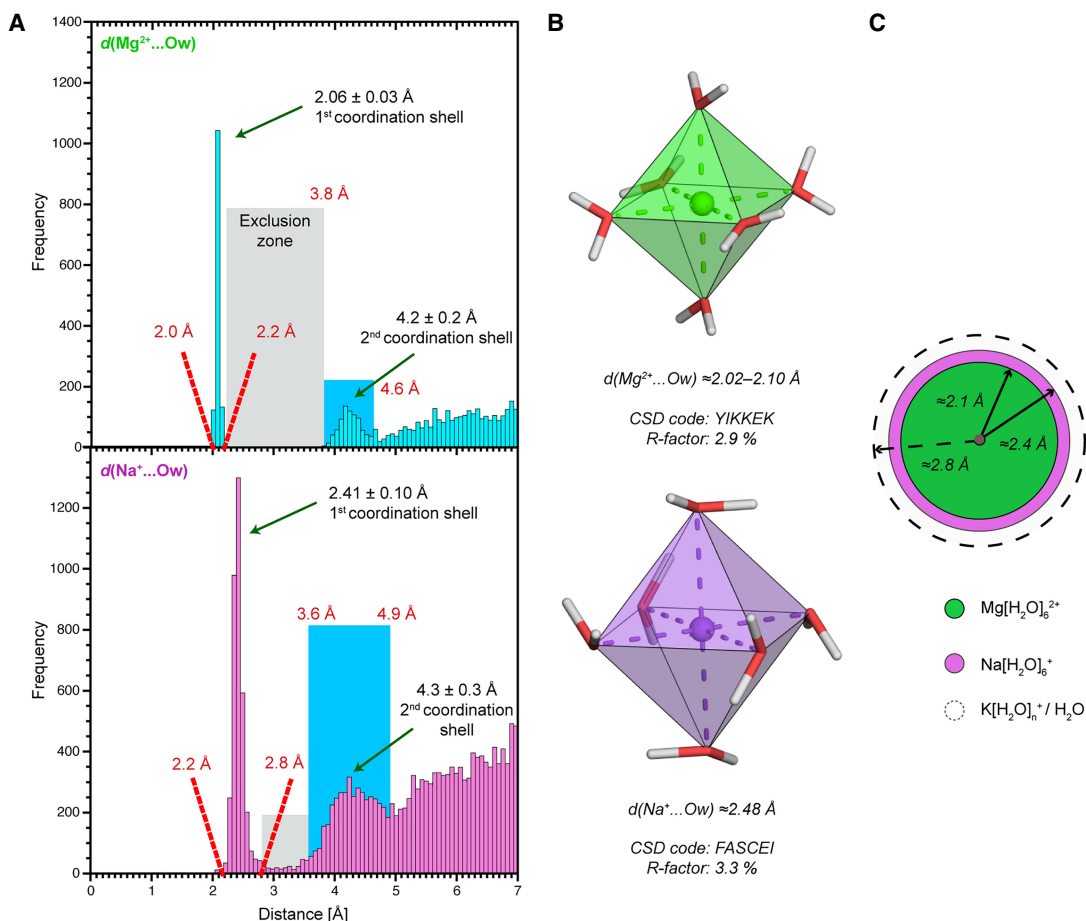 A
B
C
d(Mg²⁺...Ow)
1400
1200
1000
800
600
400
200
0
Frequency
2.06 ± 0.03 Å
1ˢᵗ coordination shell
3.8 Å
Exclusion
zone
4.2 ± 0.2 Å
2ⁿᵈ coordination shell
2.0 Å
2.2 Å
4.6 Å
d(Na⁺...Ow)
1200
1000
800
600
400
200
0
Frequency
2.41 ± 0.10 Å
1ˢᵗ coordination shell
3.6 Å
4.9 Å
4.3 ± 0.3 Å
2ⁿᵈ coordination
shell
2.2 Å
2.8 Å
0
1
2
3
4
5
6
7
Distance [Å]
d(Mg²⁺...Ow) ≈2.02–2.10 Å
CSD code: YIKKEK
R-factor: 2.9 %
d(Na⁺...Ow) ≈2.48 Å
CSD code: FASCEI
R-factor: 3.3 %
≈2.1 Å
≈2.4 Å
≈2.8 Å
Mg[H₂O]₆²⁺
Na[H₂O]₆⁺
K[H₂O]ₙ⁺ / H₂O